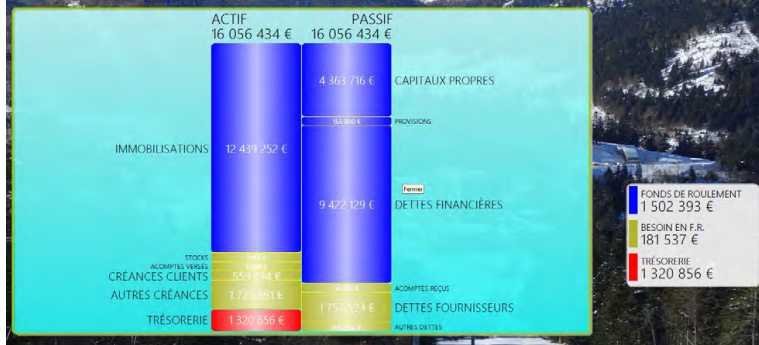 ACTIF
16 056 434 €
PASSIF
16 056 434 €
4 363 716 €
CAPITAUX PROPRES
155 800 €
PROVISIONS
IMMOBILISATIONS
12 439 252 €
Fermer
9 422 129 €
DETTES FINANCIÈRES
FONDS DE ROULEMENT
1 502 393 €
BESOIN EN F.R.
181 537 €
TRÉSORERIE
1 320 856 €
STOCKS
ACOMPTES VERSÉS
CRÉANCES CLIENTS
ACOMPTES REÇUS
AUTRES CRÉANCES
DETTES FOURNISSEURS
TRÉSORERIE
1 320 856 €
AUTRES DETTES